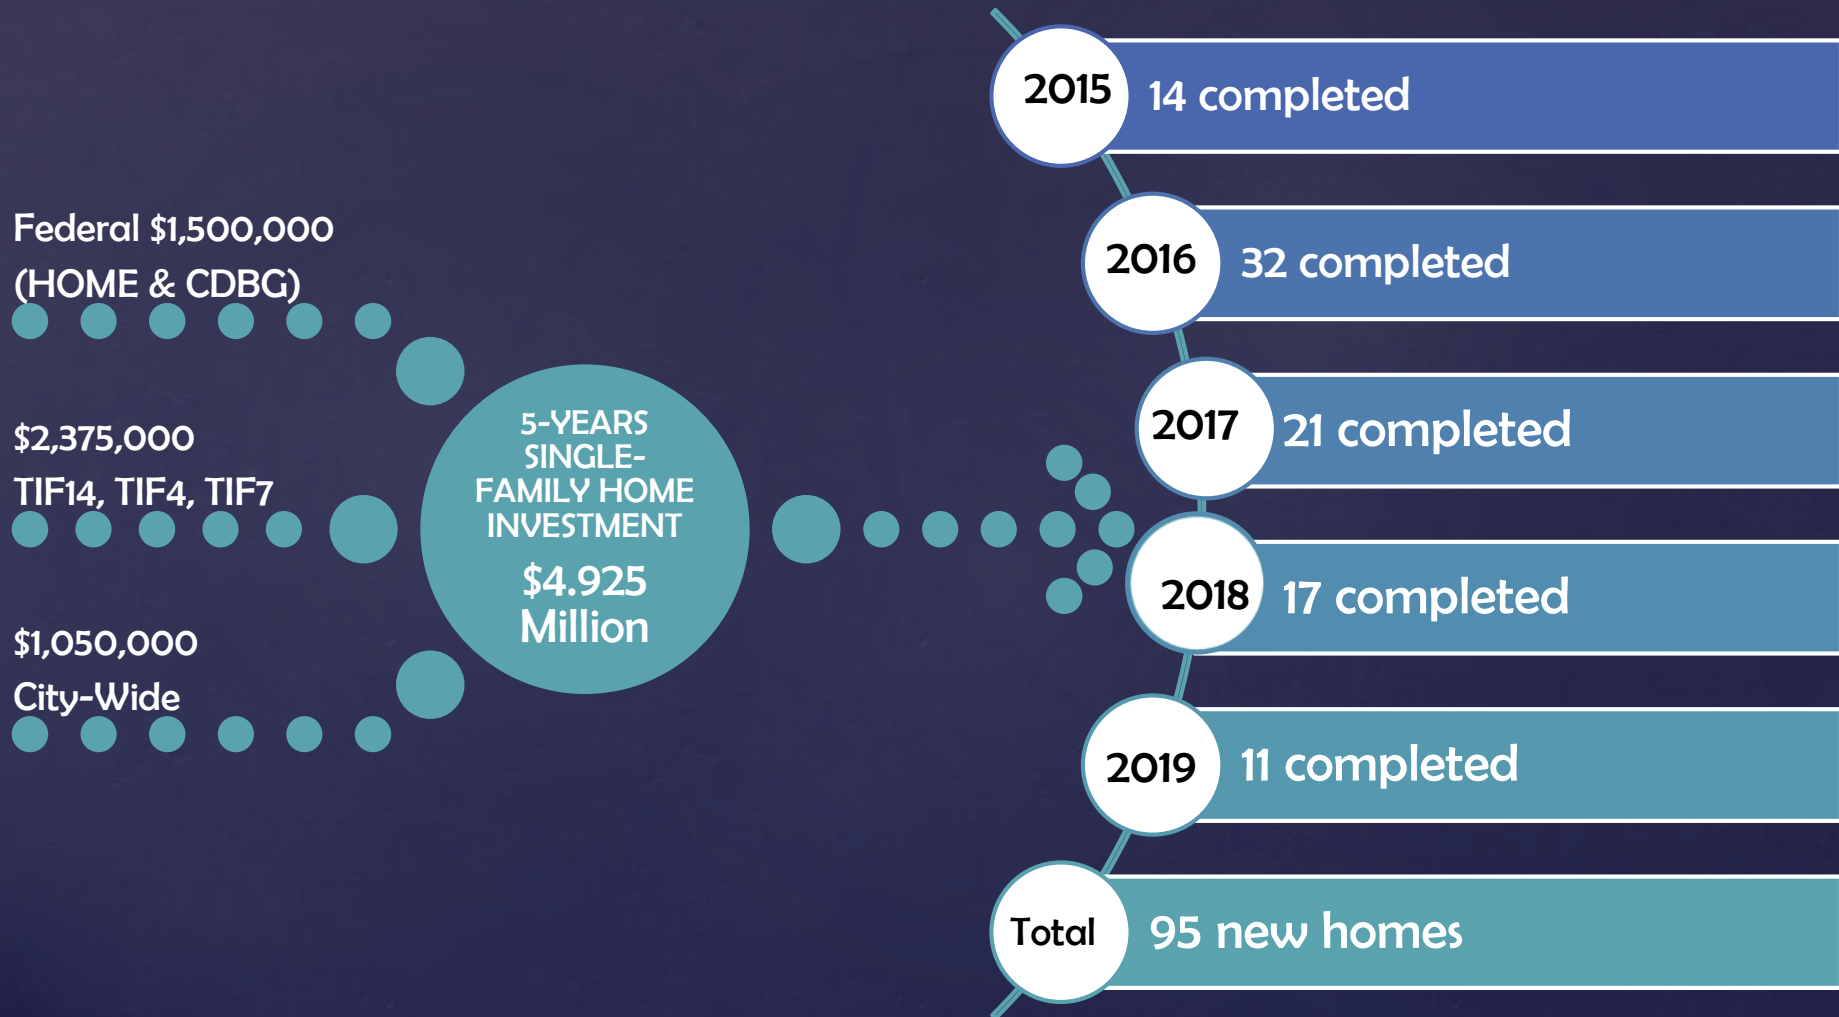 Federal $1,500,000
(HOME & CDBG)
$2,375,000
TIF14, TIF4, TIF7
$1,050,000
City-Wide
5-YEARS
SINGLE-
FAMILY HOME
INVESTMENT
$4.925
Million
2015 14 completed
2016 32 completed
2017 21 completed
2018 17 completed
2019 11 completed
Total 95 new homes